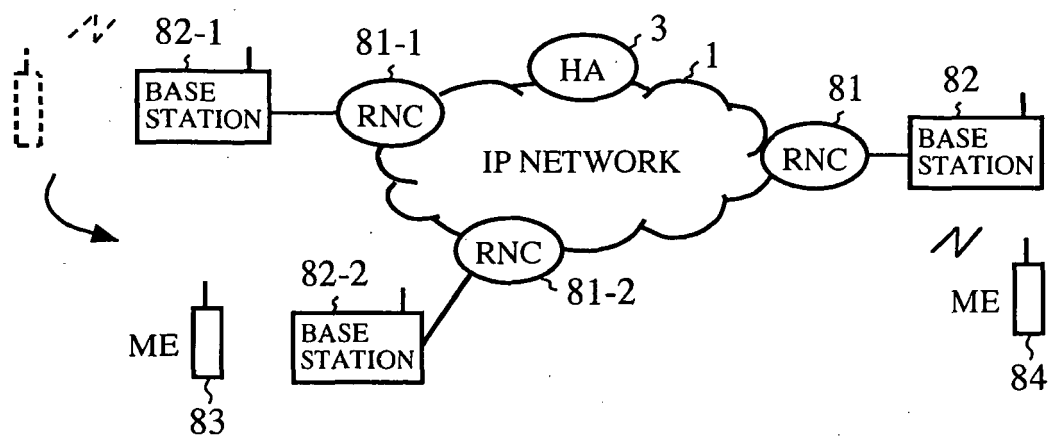 82-1
81-1
3
1
81
82
BASE
STATION
RNC
HA
RNC
BASE
STATION
IP NETWORK
RNC
82-2
81-2
ME
BASE
STATION
ME
83
84